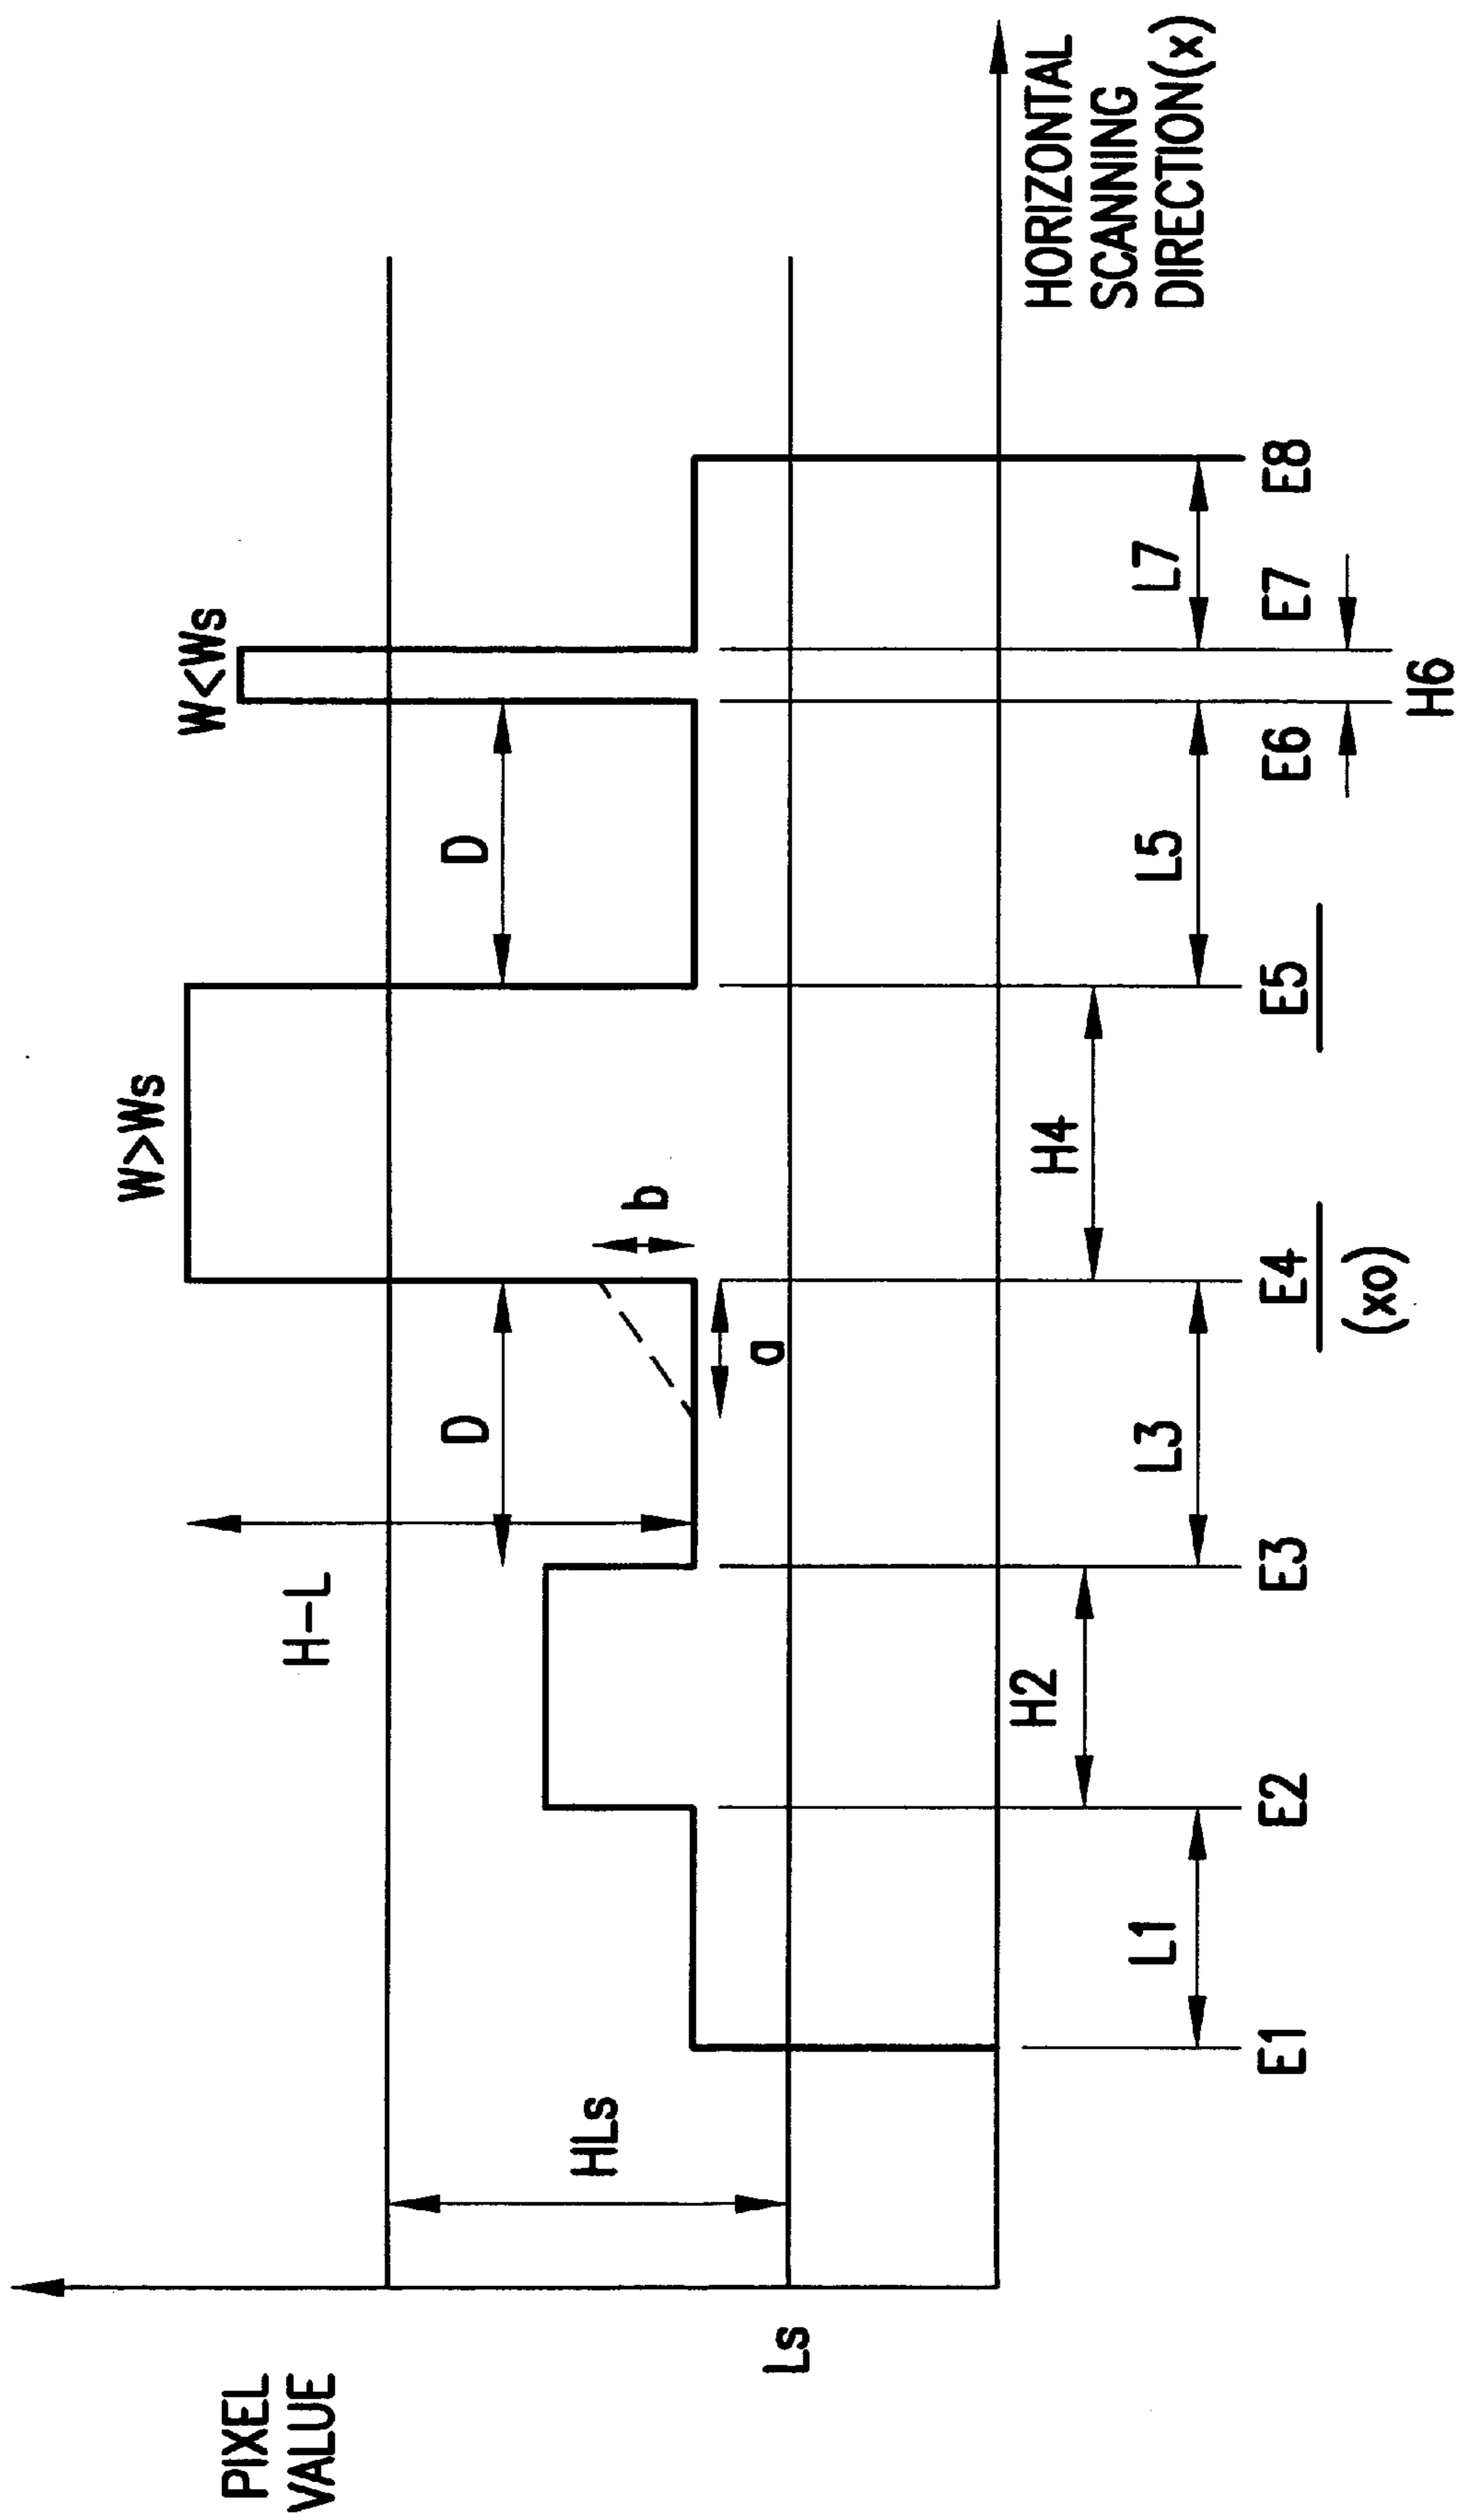 PIXEL
VALUE
W>Ws
W<Ws
H-L
D
D
HLs
b
a
Ls
HORIZONTAL
SCANNING
DIRECTION(x)
H2
H4
L1
L3
L5
L7
E1
E2
E3
E4
E5
E6
E7
E8
(xo)
H6